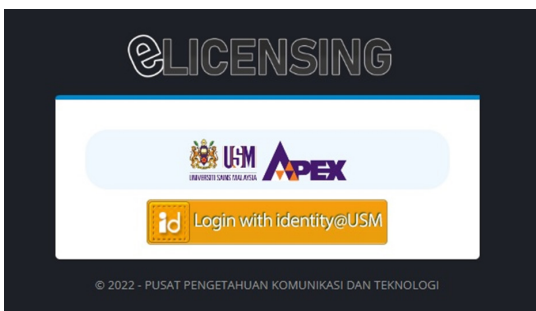 eLICENSING
USM APEX
UNIVERSITI SAINS MALAYSIA
id Login with identity@USM
© 2022 - PUSAT PENGETAHUAN KOMUNIKASI DAN TEKNOLOGI